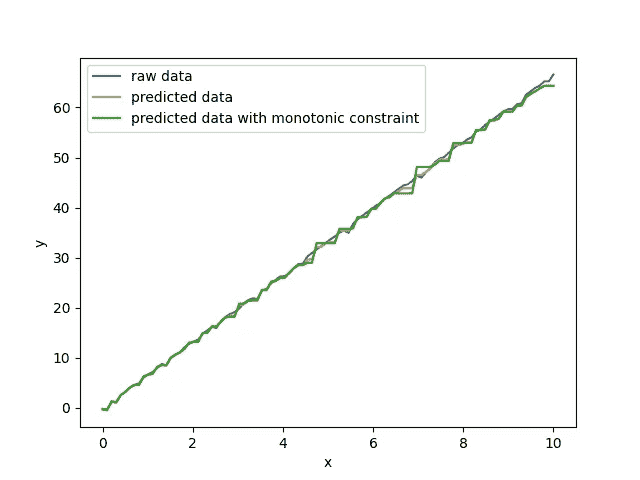 raw data
predicted data
predicted data with monotonic constraint
60
50
40
30
20
10
0
y
0 2 4 6 8 10
x